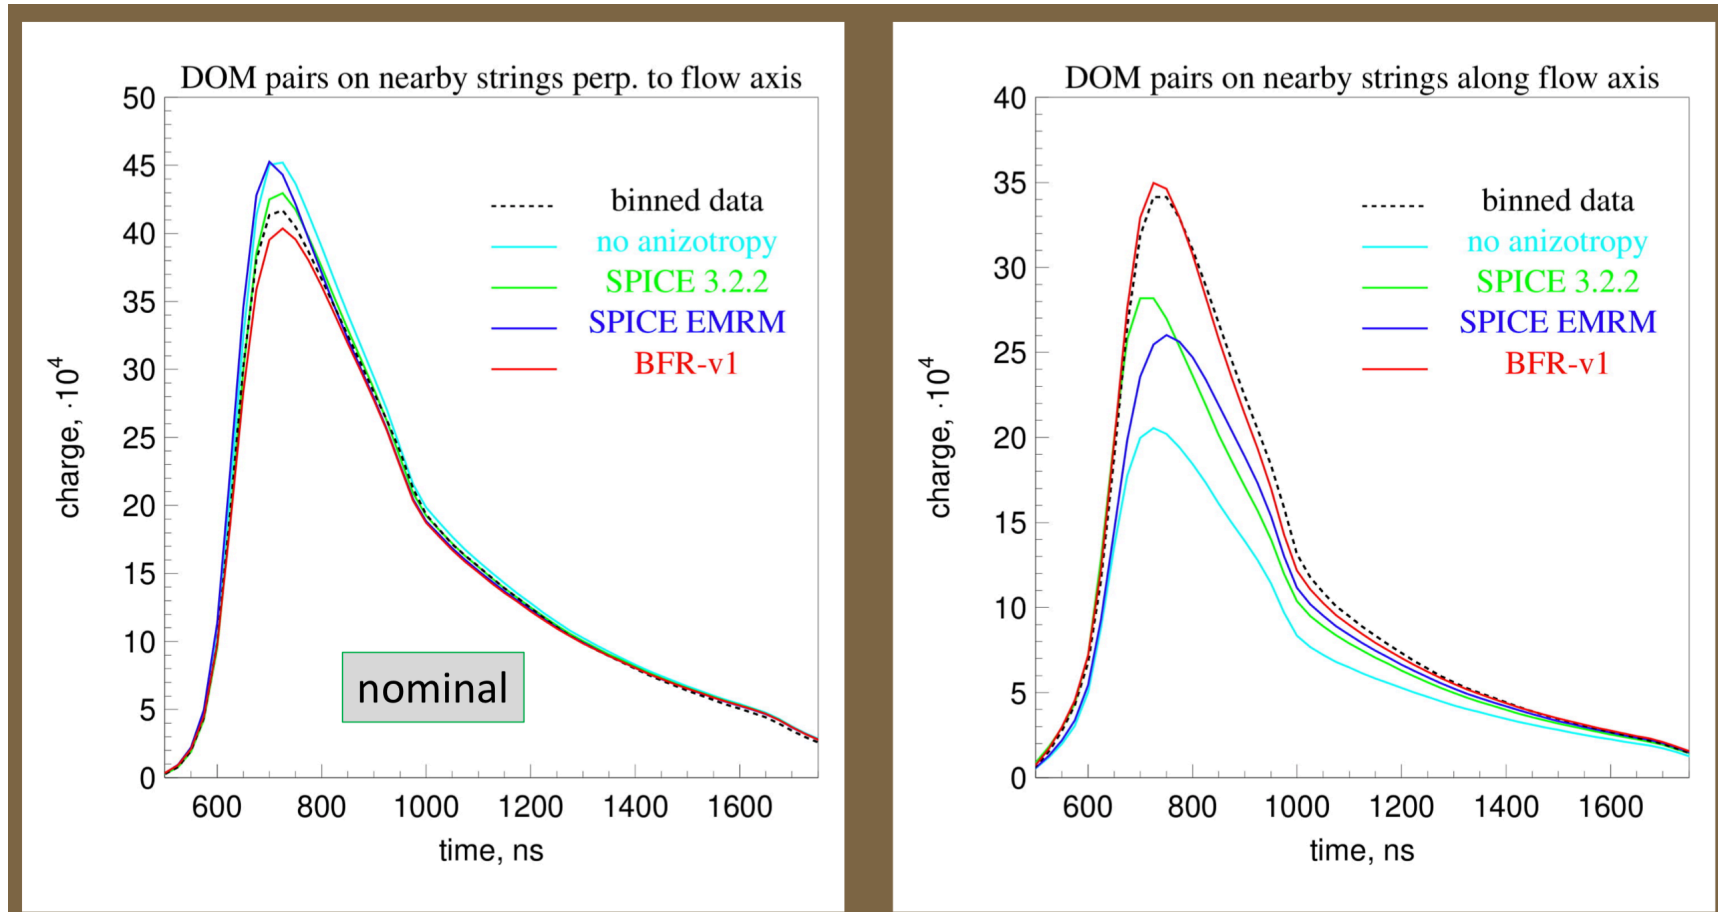 DOM pairs on nearby strings perp. to flow axis
50
45
40
35
30
25
20
15
10
5
0
charge, ·10⁴
binned data
no anizotropy
SPICE 3.2.2
SPICE EMRM
BFR-v1
nominal
600 800 1000 1200 1400 1600
time, ns
DOM pairs on nearby strings along flow axis
40
35
30
25
20
15
10
5
0
charge, ·10⁴
binned data
no anizotropy
SPICE 3.2.2
SPICE EMRM
BFR-v1
600 800 1000 1200 1400 1600
time, ns